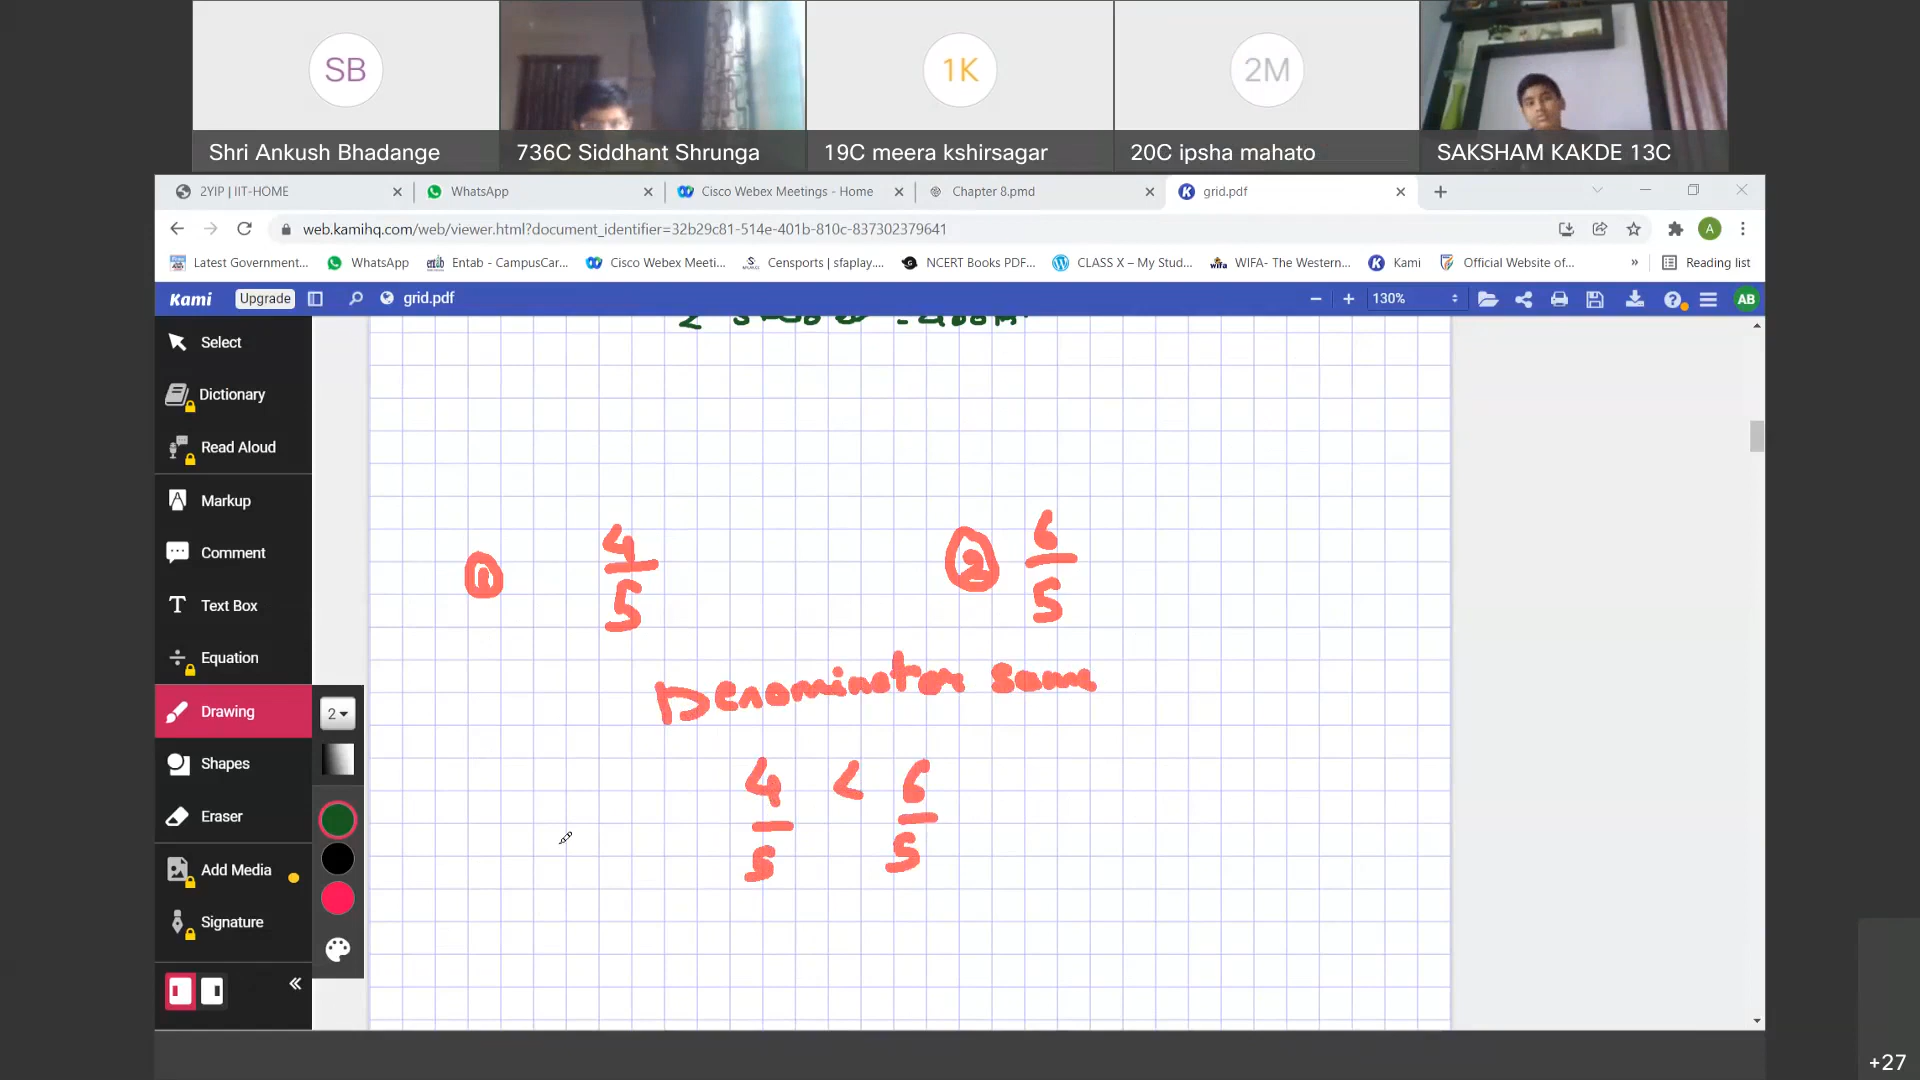 SB
1K
2M
Shri Ankush Bhadange
736C Siddhant Shrunga
19C meera kshirsagar
20C ipsha mahato
SAKSHAM KAKDE 13C
2YIP | IIT-HOME
WhatsApp
Cisco Webex Meetings - Home
Chapter 8.pmd
grid.pdf
web.kamihq.com/web/viewer.html?document_identifier=32b29c81-514e-401b-810c-837302379641
A
Latest Government...
WhatsApp
Entab - CampusCar...
Cisco Webex Meeti...
Censports | sfaplay....
NCERT Books PDF...
CLASS X – My Stud...
WIFA- The Western...
Kami
Official Website of...
»
Reading list
Kami
Upgrade
grid.pdf
130%
AB
Select
Dictionary
Read Aloud
Markup
Comment
Text Box
Equation
Drawing
2
Shapes
Eraser
Add Media
Signature
① 4/5
② 6/5
Denominator same
4/5 < 6/5
+27